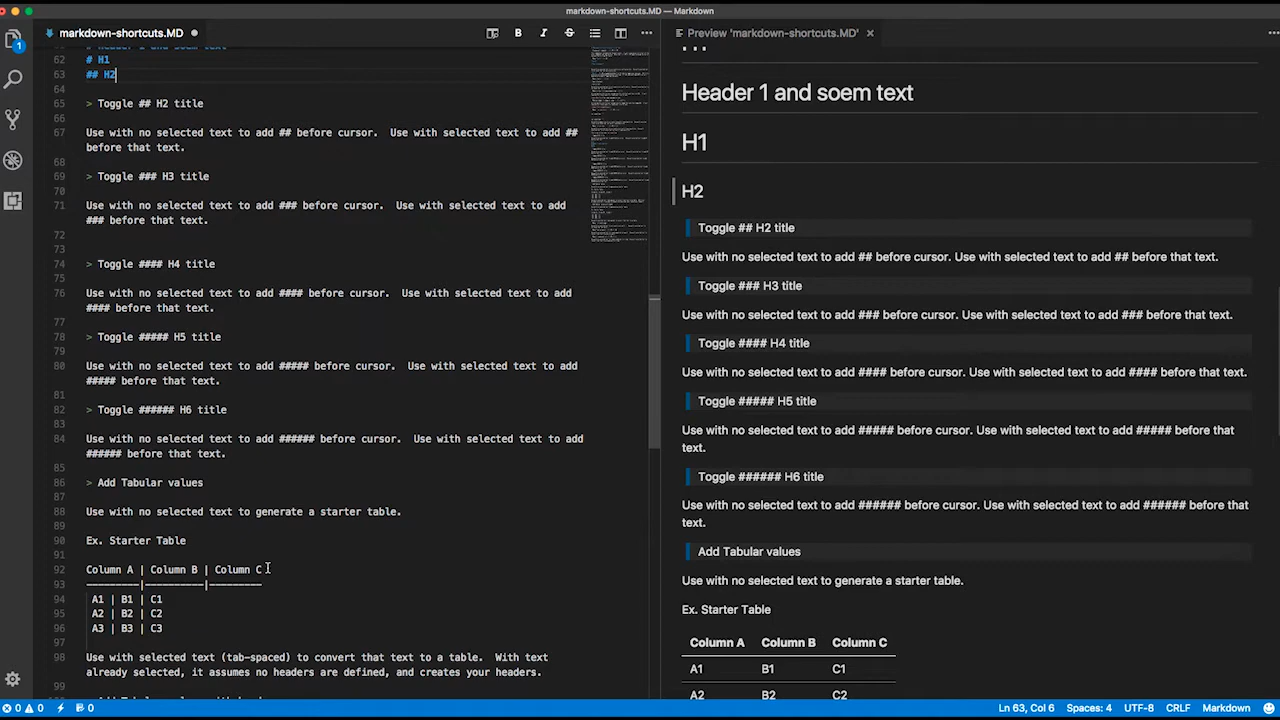 markdown-shortcuts.MD — Markdown
1
markdown-shortcuts.MD
B I S
62 # H1
63 ## H2
64
65 > Toggle ## H2 title
66
67 Use with no selected text to add ## before cursor.  Use with selected text to add ##
before that text.
68
69 > Toggle ### H3 title
70
71 Use with no selected text to add ### before cursor.  Use with selected text to add
### before that text.
72
73
74 > Toggle #### H4 title
75
76 Use with no selected text to add #### before cursor.  Use with selected text to add
#### before that text.
77
78 > Toggle ##### H5 title
79
80 Use with no selected text to add ##### before cursor.  Use with selected text to add
##### before that text.
81
82 > Toggle ###### H6 title
83
84 Use with no selected text to add ###### before cursor.  Use with selected text to add
###### before that text.
85
86 > Add Tabular values
87
88 Use with no selected text to generate a starter table.
89
90 Ex. Starter Table
91
92 Column A | Column B | Column C
93 ---------|----------|---------
94 A1 | B1 | C1
95 A2 | B2 | C2
96 A3 | B3 | C3
97
98 Use with selected text (tab-spaced) to convert that text to a table.  With text
already selected, it assumes no headers are defined, and creates your headers.
99
Preview 'markdown-shortcuts.MD'
Header 1 and soem text
H1
H2
Toggle ## H2 title
Use with no selected text to add ## before cursor. Use with selected text to add ## before that text.
Toggle ### H3 title
Use with no selected text to add ### before cursor. Use with selected text to add ### before that text.
Toggle #### H4 title
Use with no selected text to add #### before cursor. Use with selected text to add #### before that text.
Toggle ##### H5 title
Use with no selected text to add ##### before cursor. Use with selected text to add ##### before that
text.
Toggle ###### H6 title
Use with no selected text to add ###### before cursor. Use with selected text to add ###### before that
text.
Add Tabular values
Use with no selected text to generate a starter table.
Ex. Starter Table
Column A Column B Column C
A1 B1 C1
A2 B2 C2
0 0 0 Ln 63, Col 6 Spaces: 4 UTF-8 CRLF Markdown